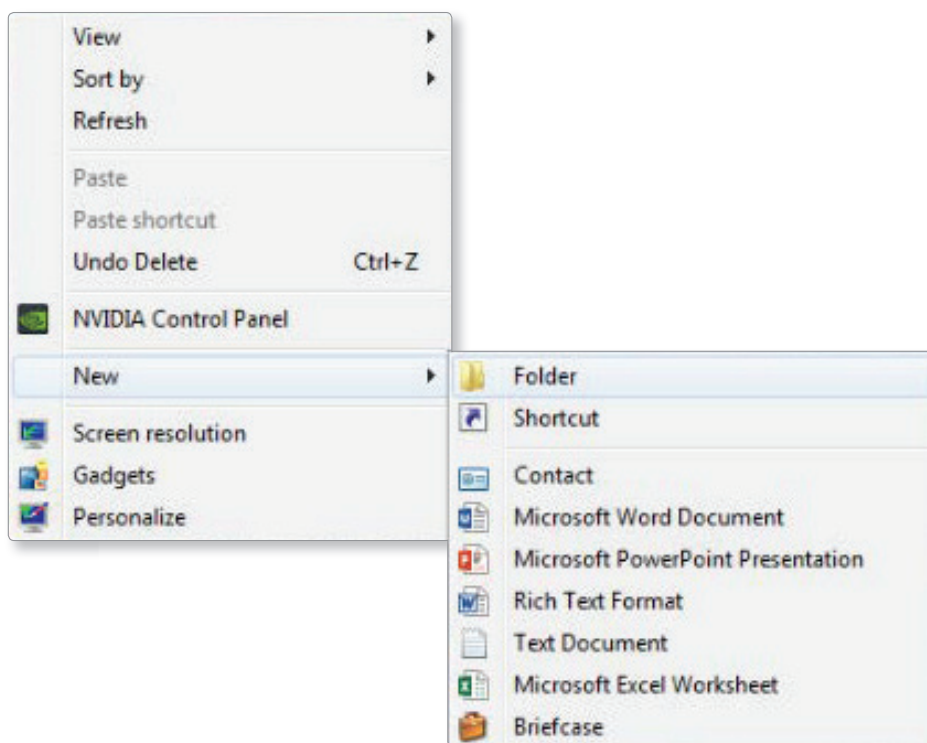 View
Sort by
Refresh
Paste
Paste shortcut
Undo Delete Ctrl+Z
NVIDIA Control Panel
New
Screen resolution
Gadgets
Personalize
Folder
Shortcut
Contact
Microsoft Word Document
Microsoft PowerPoint Presentation
Rich Text Format
Text Document
Microsoft Excel Worksheet
Briefcase